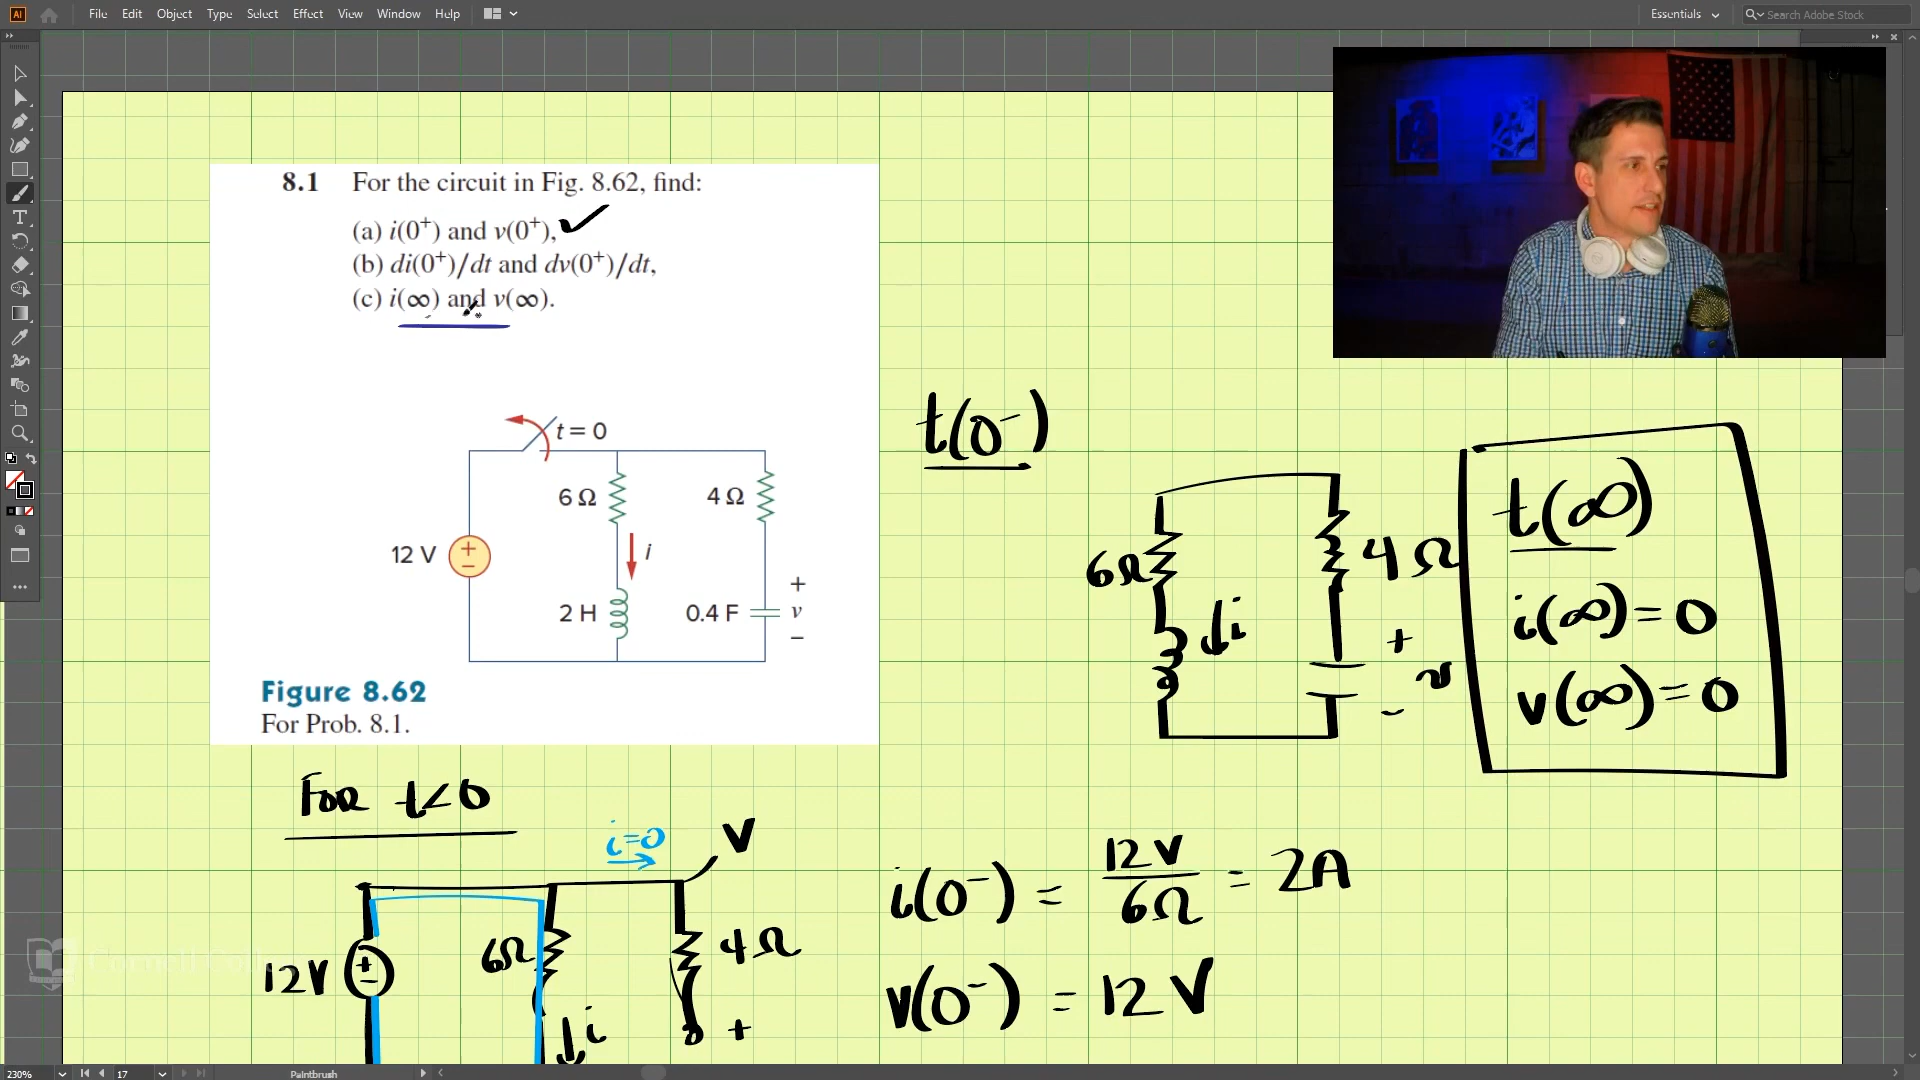 File Edit Object Type Select Effect View Window Help
Essentials
Search Adobe Stock
8.1 For the circuit in Fig. 8.62, find:
(a) i(0⁺) and v(0⁺), ✓
(b) di(0⁺)/dt and dv(0⁺)/dt,
(c) i(∞) and v(∞).
t = 0
6 Ω
4 Ω
12 V
+
−
i
2 H
0.4 F
+
v
−
Figure 8.62
For Prob. 8.1.
t(0⁻)
6Ω
4Ω
↓i
+
v
-
t(∞)
i(∞)=0
v(∞)=0
FOR t<0
i=0
V
12V
+
-
6Ω
4Ω
↓i
+
i(0⁻) = 12V/6Ω = 2A
v(0⁻) = 12V
230%
17
Paintbrush